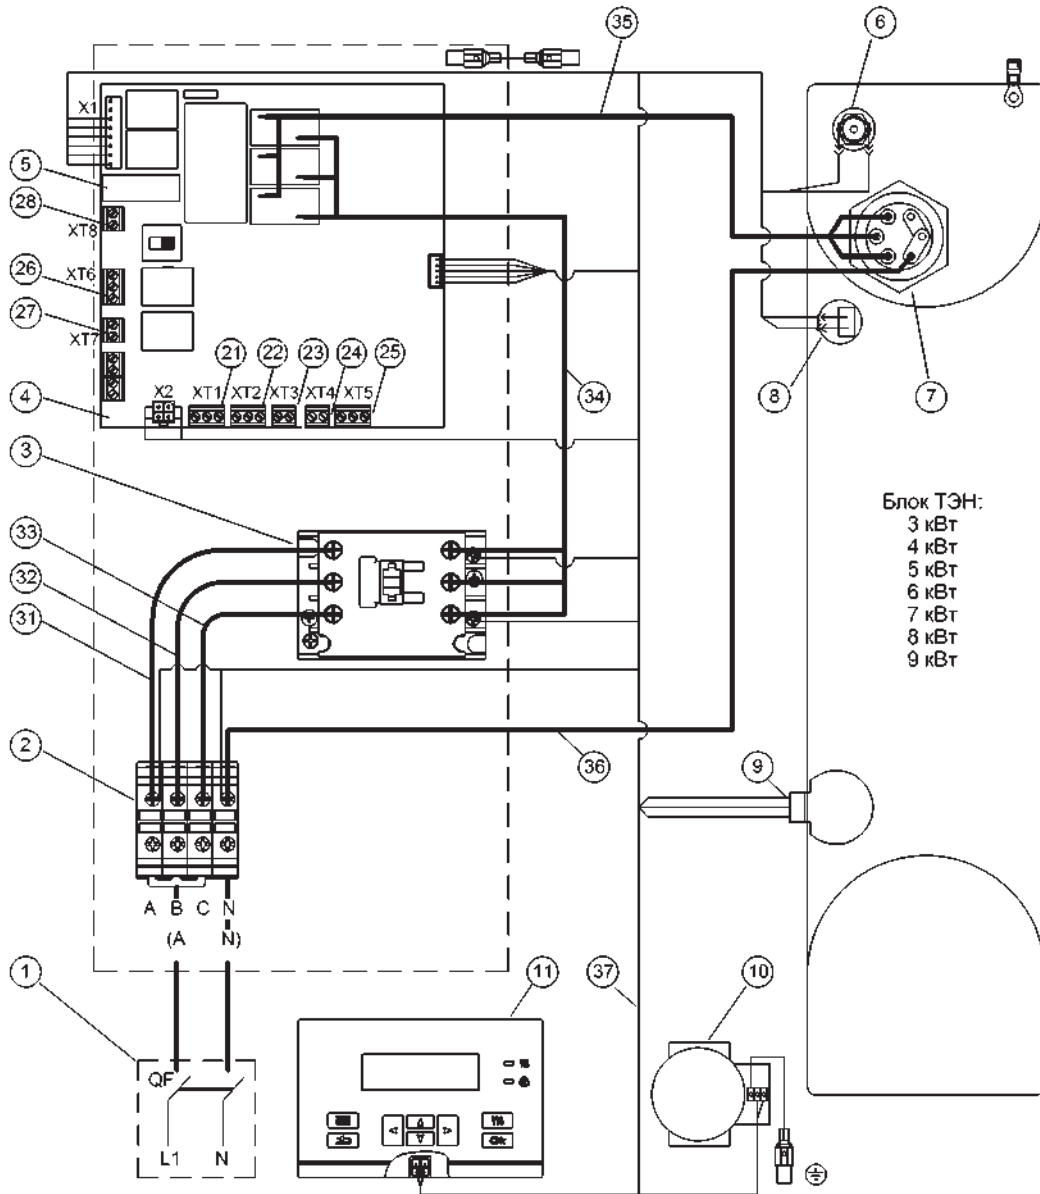 35
6
X1
5
28
XT8
XT6
26
27
XT7
21
22
23
24
25
X2
XT1
XT2
XT3
XT4
XT5
4
34
8
7
3
Блок ТЭН:
3 кВт
4 кВт
5 кВт
6 кВт
7 кВт
8 кВт
9 кВт
33
32
31
2
36
9
A B C N
(A N)
1
11
37
10
QF
L1 N
Ok